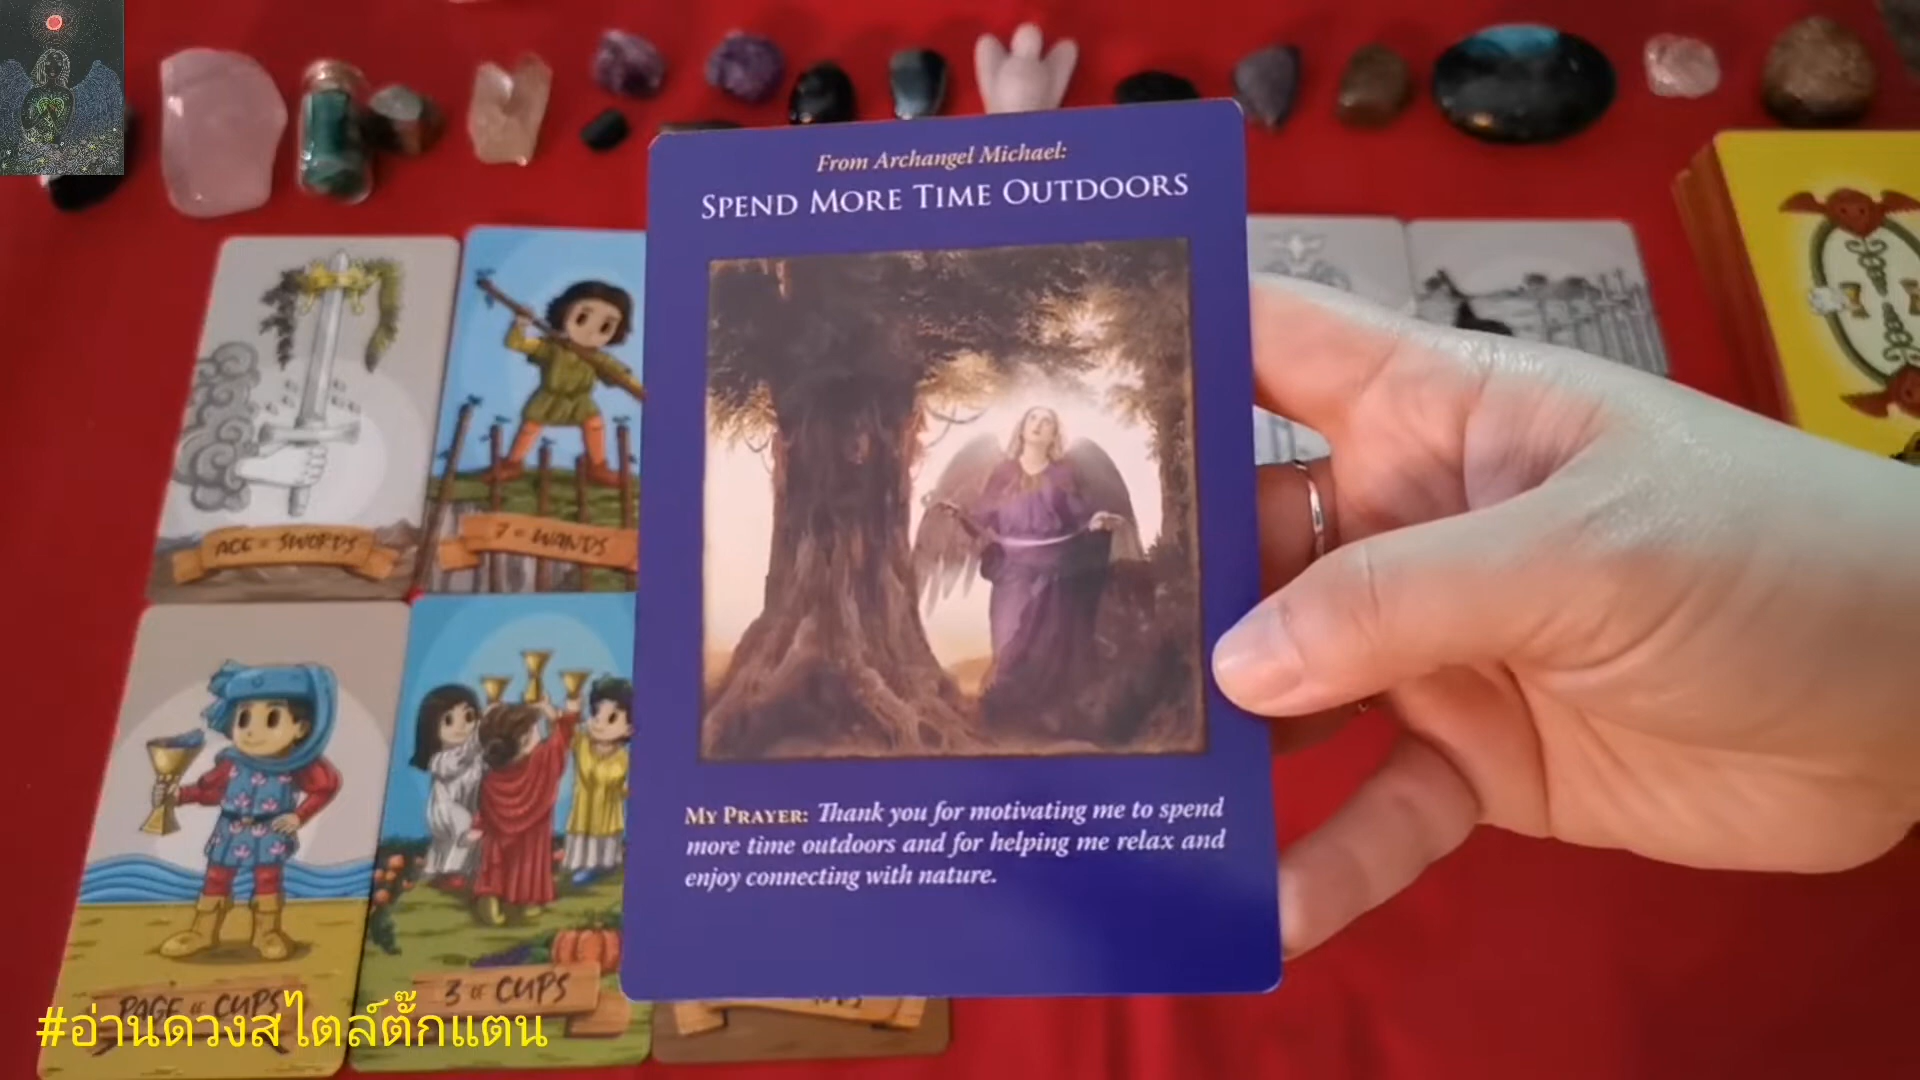 From Archangel Michael:
SPEND MORE TIME OUTDOORS
MY PRAYER: Thank you for motivating me to spend
more time outdoors and for helping me relax and
enjoy connecting with nature.
ACE OF SWORDS
7 OF WANDS
PAGE OF CUPS
3 OF CUPS
#อ่านดวงสไตล์ตั๊กแตน